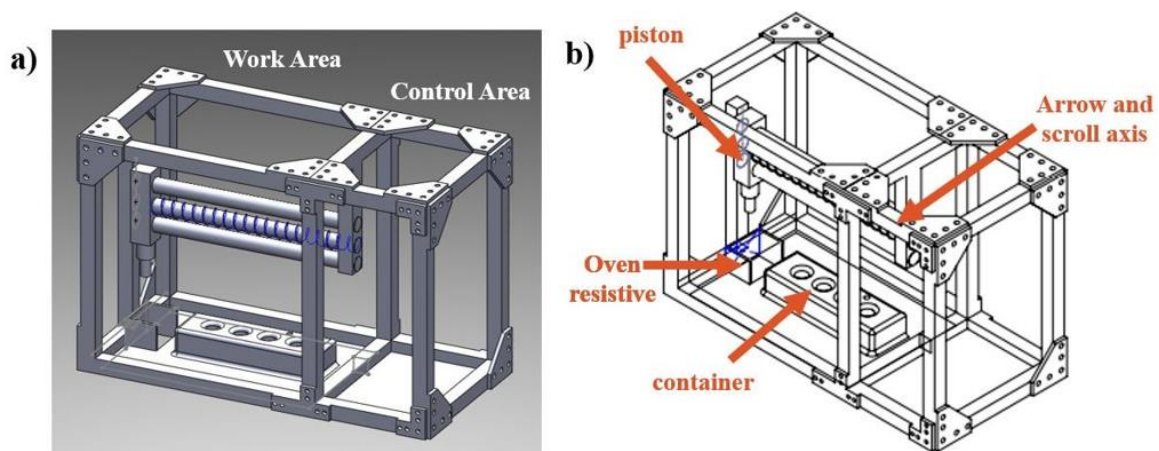 a)
Work Area
Control Area
b)
piston
Arrow and
scroll axis
Oven
resistive
container